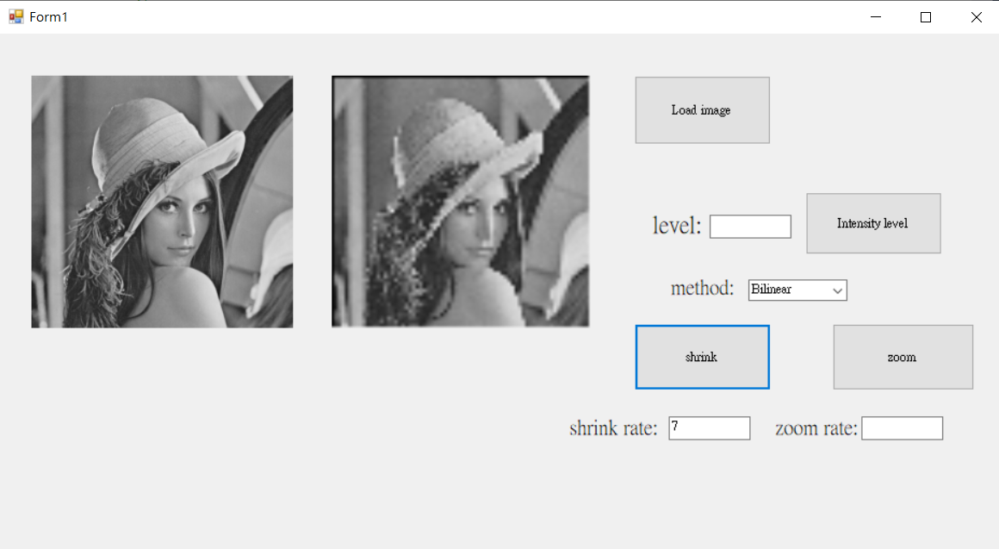 Form1
Load image
level:
Intensity level
method:
Bilinear
shrink
zoom
shrink rate:
7
zoom rate: